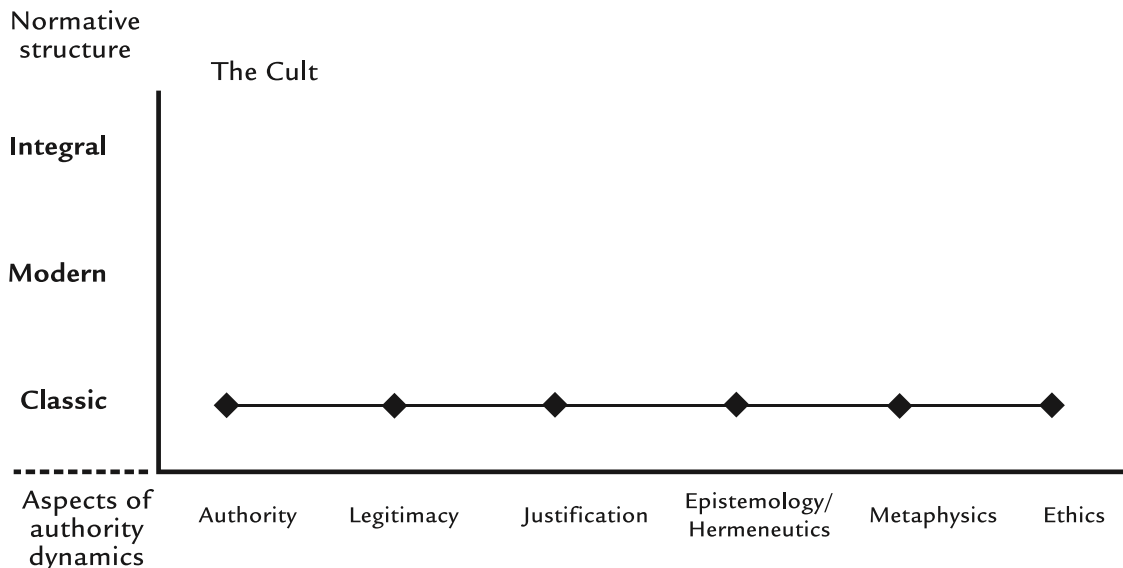 Normative
structure
The Cult
Integral
Modern
Classic
Aspects of
authority
dynamics
Authority
Legitimacy
Justification
Epistemology/
Hermeneutics
Metaphysics
Ethics